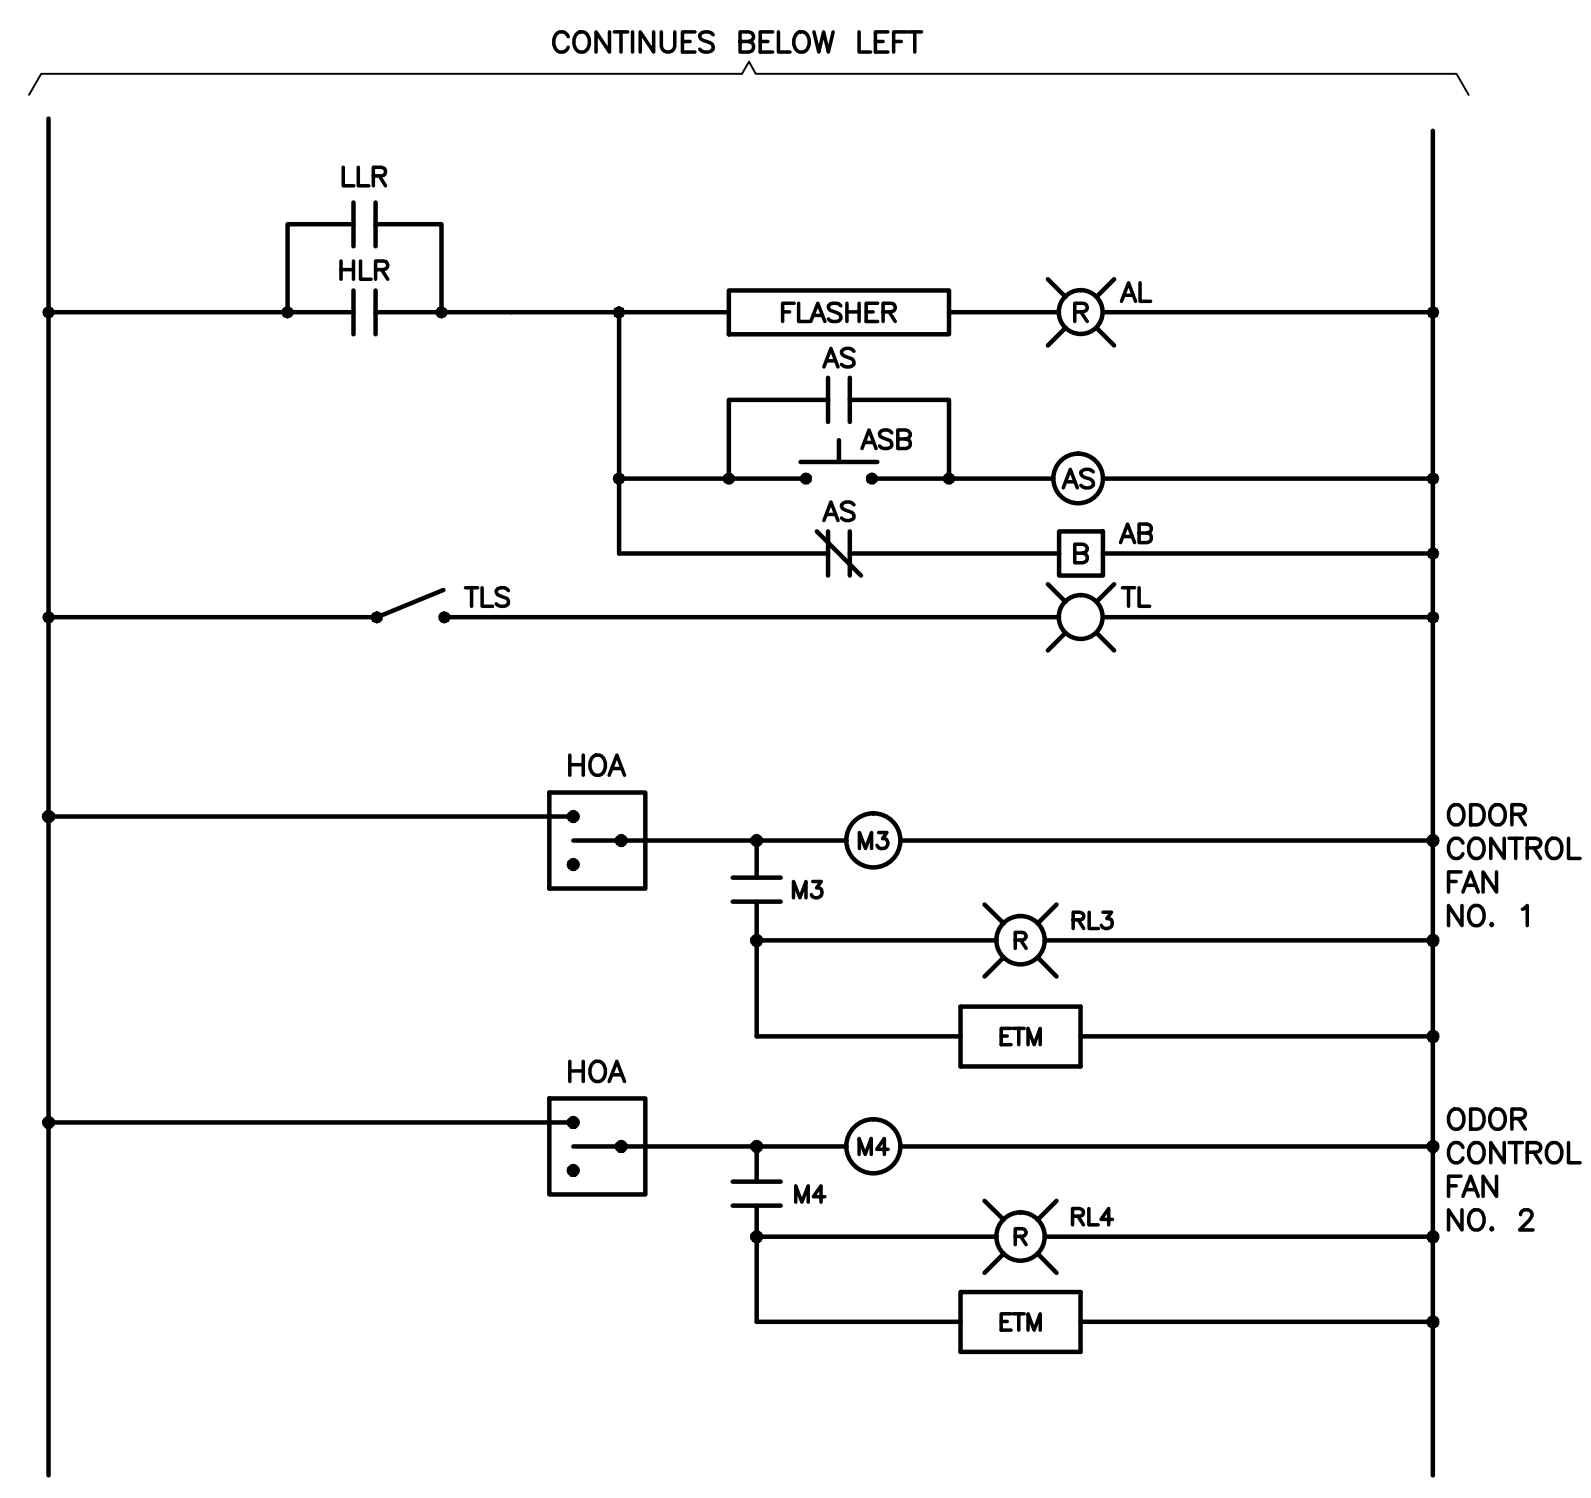 CONTINUES BELOW LEFT
LLR
HLR
FLASHER
R
AL
AS
ASB
AS
AS
B
AB
TLS
TL
HOA
M3
ODOR
CONTROL
FAN
NO. 1
M3
R
RL3
ETM
HOA
M4
ODOR
CONTROL
FAN
NO. 2
M4
R
RL4
ETM